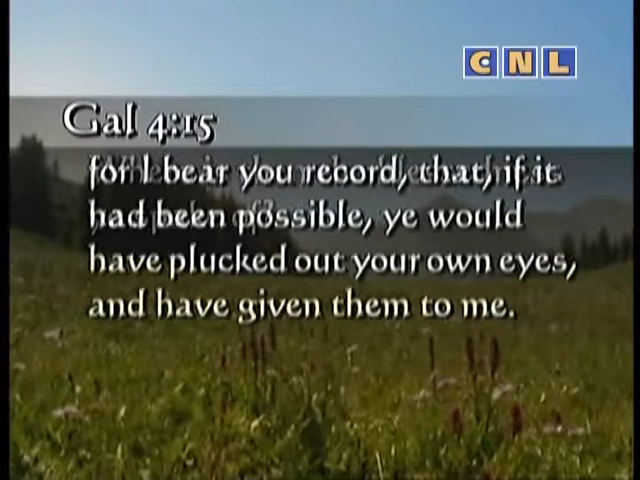 CNL
Gal 4:15
for I bear you record, that, if it
had been possible, ye would
have plucked out your own eyes,
and have given them to me.